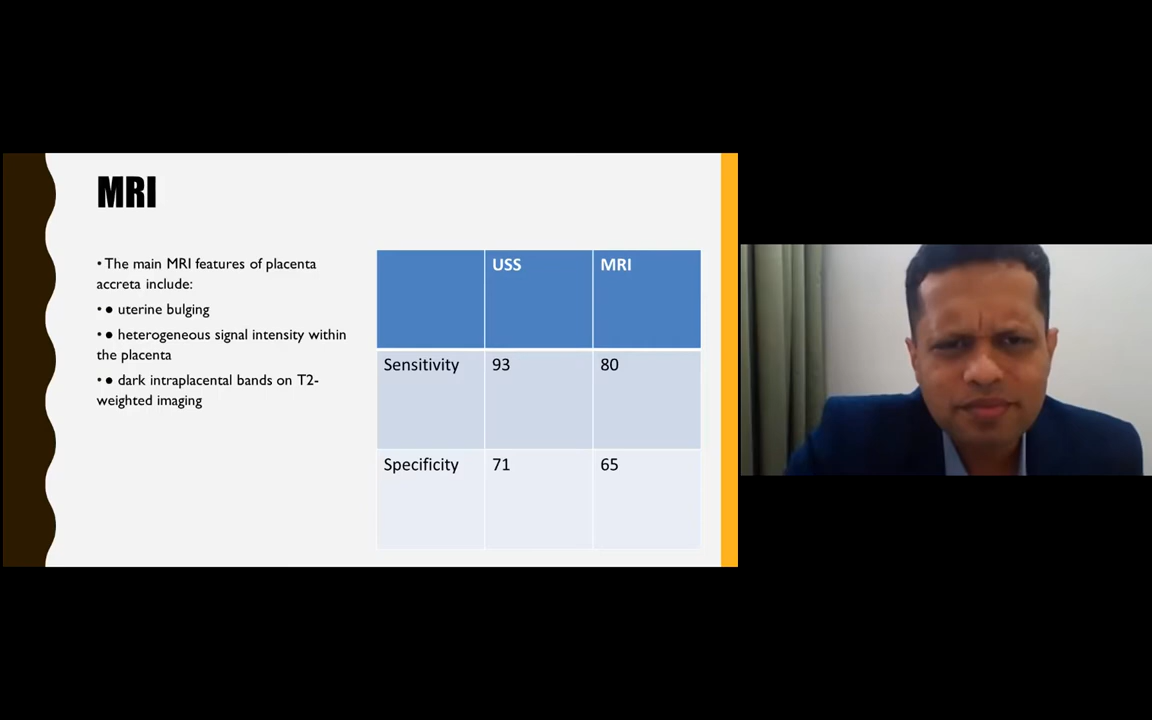 MRI
• The main MRI features of placenta
accreta include:
• ● uterine bulging
• ● heterogeneous signal intensity within
the placenta
• ● dark intraplacental bands on T2-
weighted imaging
USS MRI
Sensitivity 93 80
Specificity 71 65